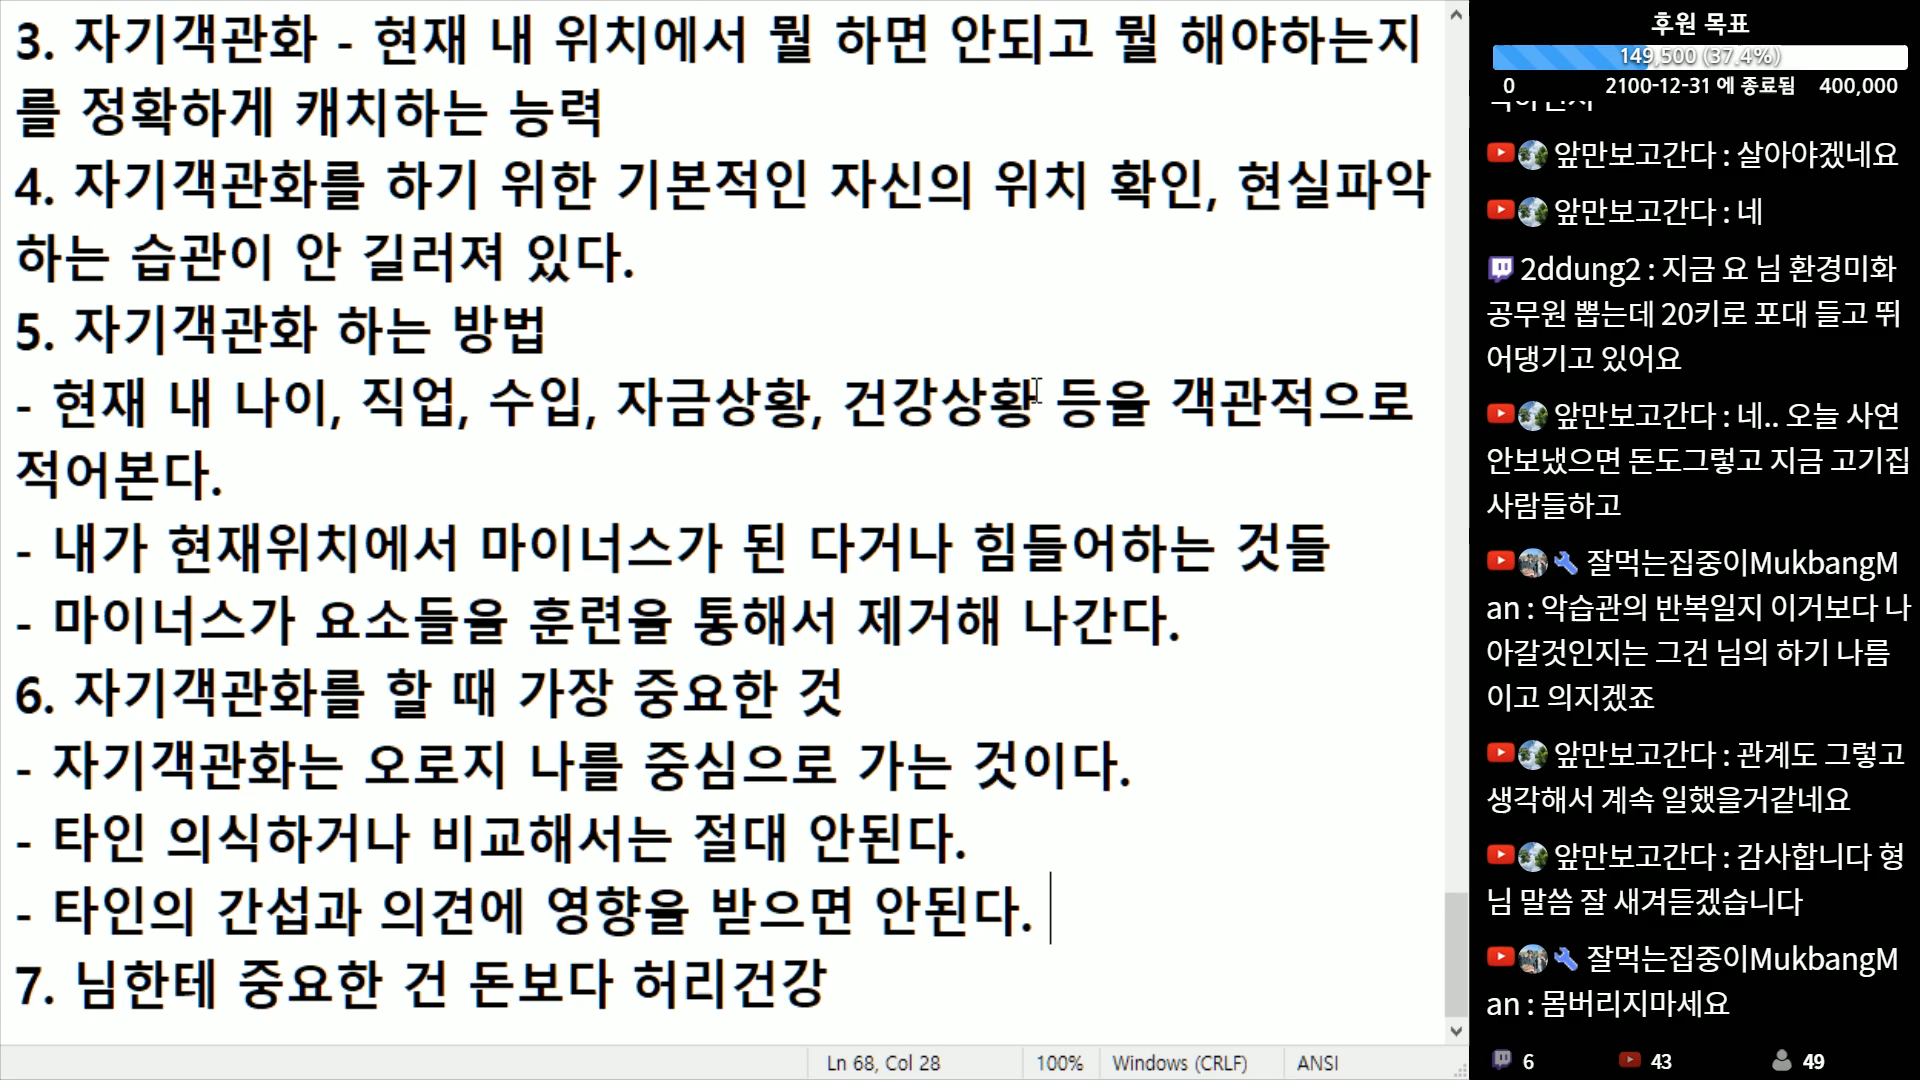 3. 자기객관화 - 현재 내 위치에서 뭘 하면 안되고 뭘 해야하는지
를 정확하게 캐치하는 능력
4. 자기객관화를 하기 위한 기본적인 자신의 위치 확인, 현실파악
하는 습관이 안 길러져 있다.
5. 자기객관화 하는 방법
- 현재 내 나이, 직업, 수입, 자금상황, 건강상황 등을 객관적으로
적어본다.
- 내가 현재위치에서 마이너스가 된 다거나 힘들어하는 것들
- 마이너스가 요소들을 훈련을 통해서 제거해 나간다.
6. 자기객관화를 할 때 가장 중요한 것
- 자기객관화는 오로지 나를 중심으로 가는 것이다.
- 타인 의식하거나 비교해서는 절대 안된다.
- 타인의 간섭과 의견에 영향을 받으면 안된다.
7. 님한테 중요한 건 돈보다 허리건강
Ln 68, Col 28
100%
Windows (CRLF)
ANSI
후원 목표
149,500 (37.4%)
0 2100-12-31 에 종료됨 400,000
앞만보고간다 : 살아야겠네요
앞만보고간다 : 네
2ddung2 : 지금 요 님 환경미화
공무원 뽑는데 20키로 포대 들고 뛰
어댕기고 있어요
앞만보고간다 : 네.. 오늘 사연
안보냈으면 돈도그렇고 지금 고기집
사람들하고
잘먹는집중이MukbangM
an : 악습관의 반복일지 이거보다 나
아갈것인지는 그건 님의 하기 나름
이고 의지겠죠
앞만보고간다 : 관계도 그렇고
생각해서 계속 일했을거같네요
앞만보고간다 : 감사합니다 형
님 말씀 잘 새겨듣겠습니다
잘먹는집중이MukbangM
an : 몸버리지마세요
6 43 49